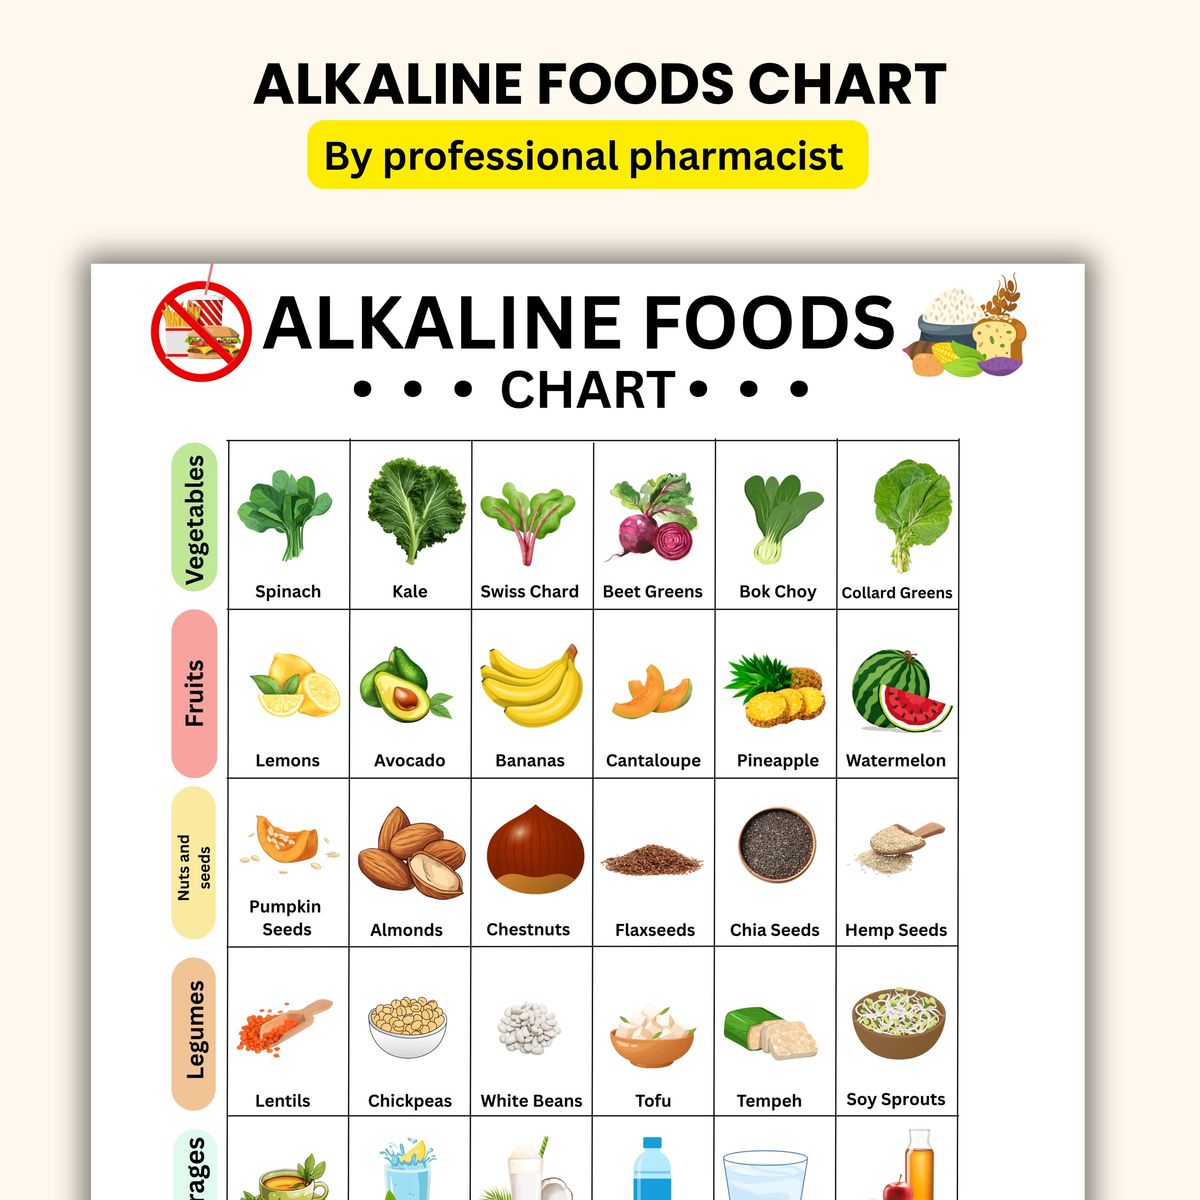 ALKALINE FOODS CHART
By professional pharmacist
ALKALINE FOODS
• • • CHART • • •
Vegetables
Spinach
Kale
Swiss Chard
Beet Greens
Bok Choy
Collard Greens
Fruits
Lemons
Avocado
Bananas
Cantaloupe
Pineapple
Watermelon
Nuts and
seeds
Pumpkin
Seeds
Almonds
Chestnuts
Flaxseeds
Chia Seeds
Hemp Seeds
Legumes
Lentils
Chickpeas
White Beans
Tofu
Tempeh
Soy Sprouts
rages